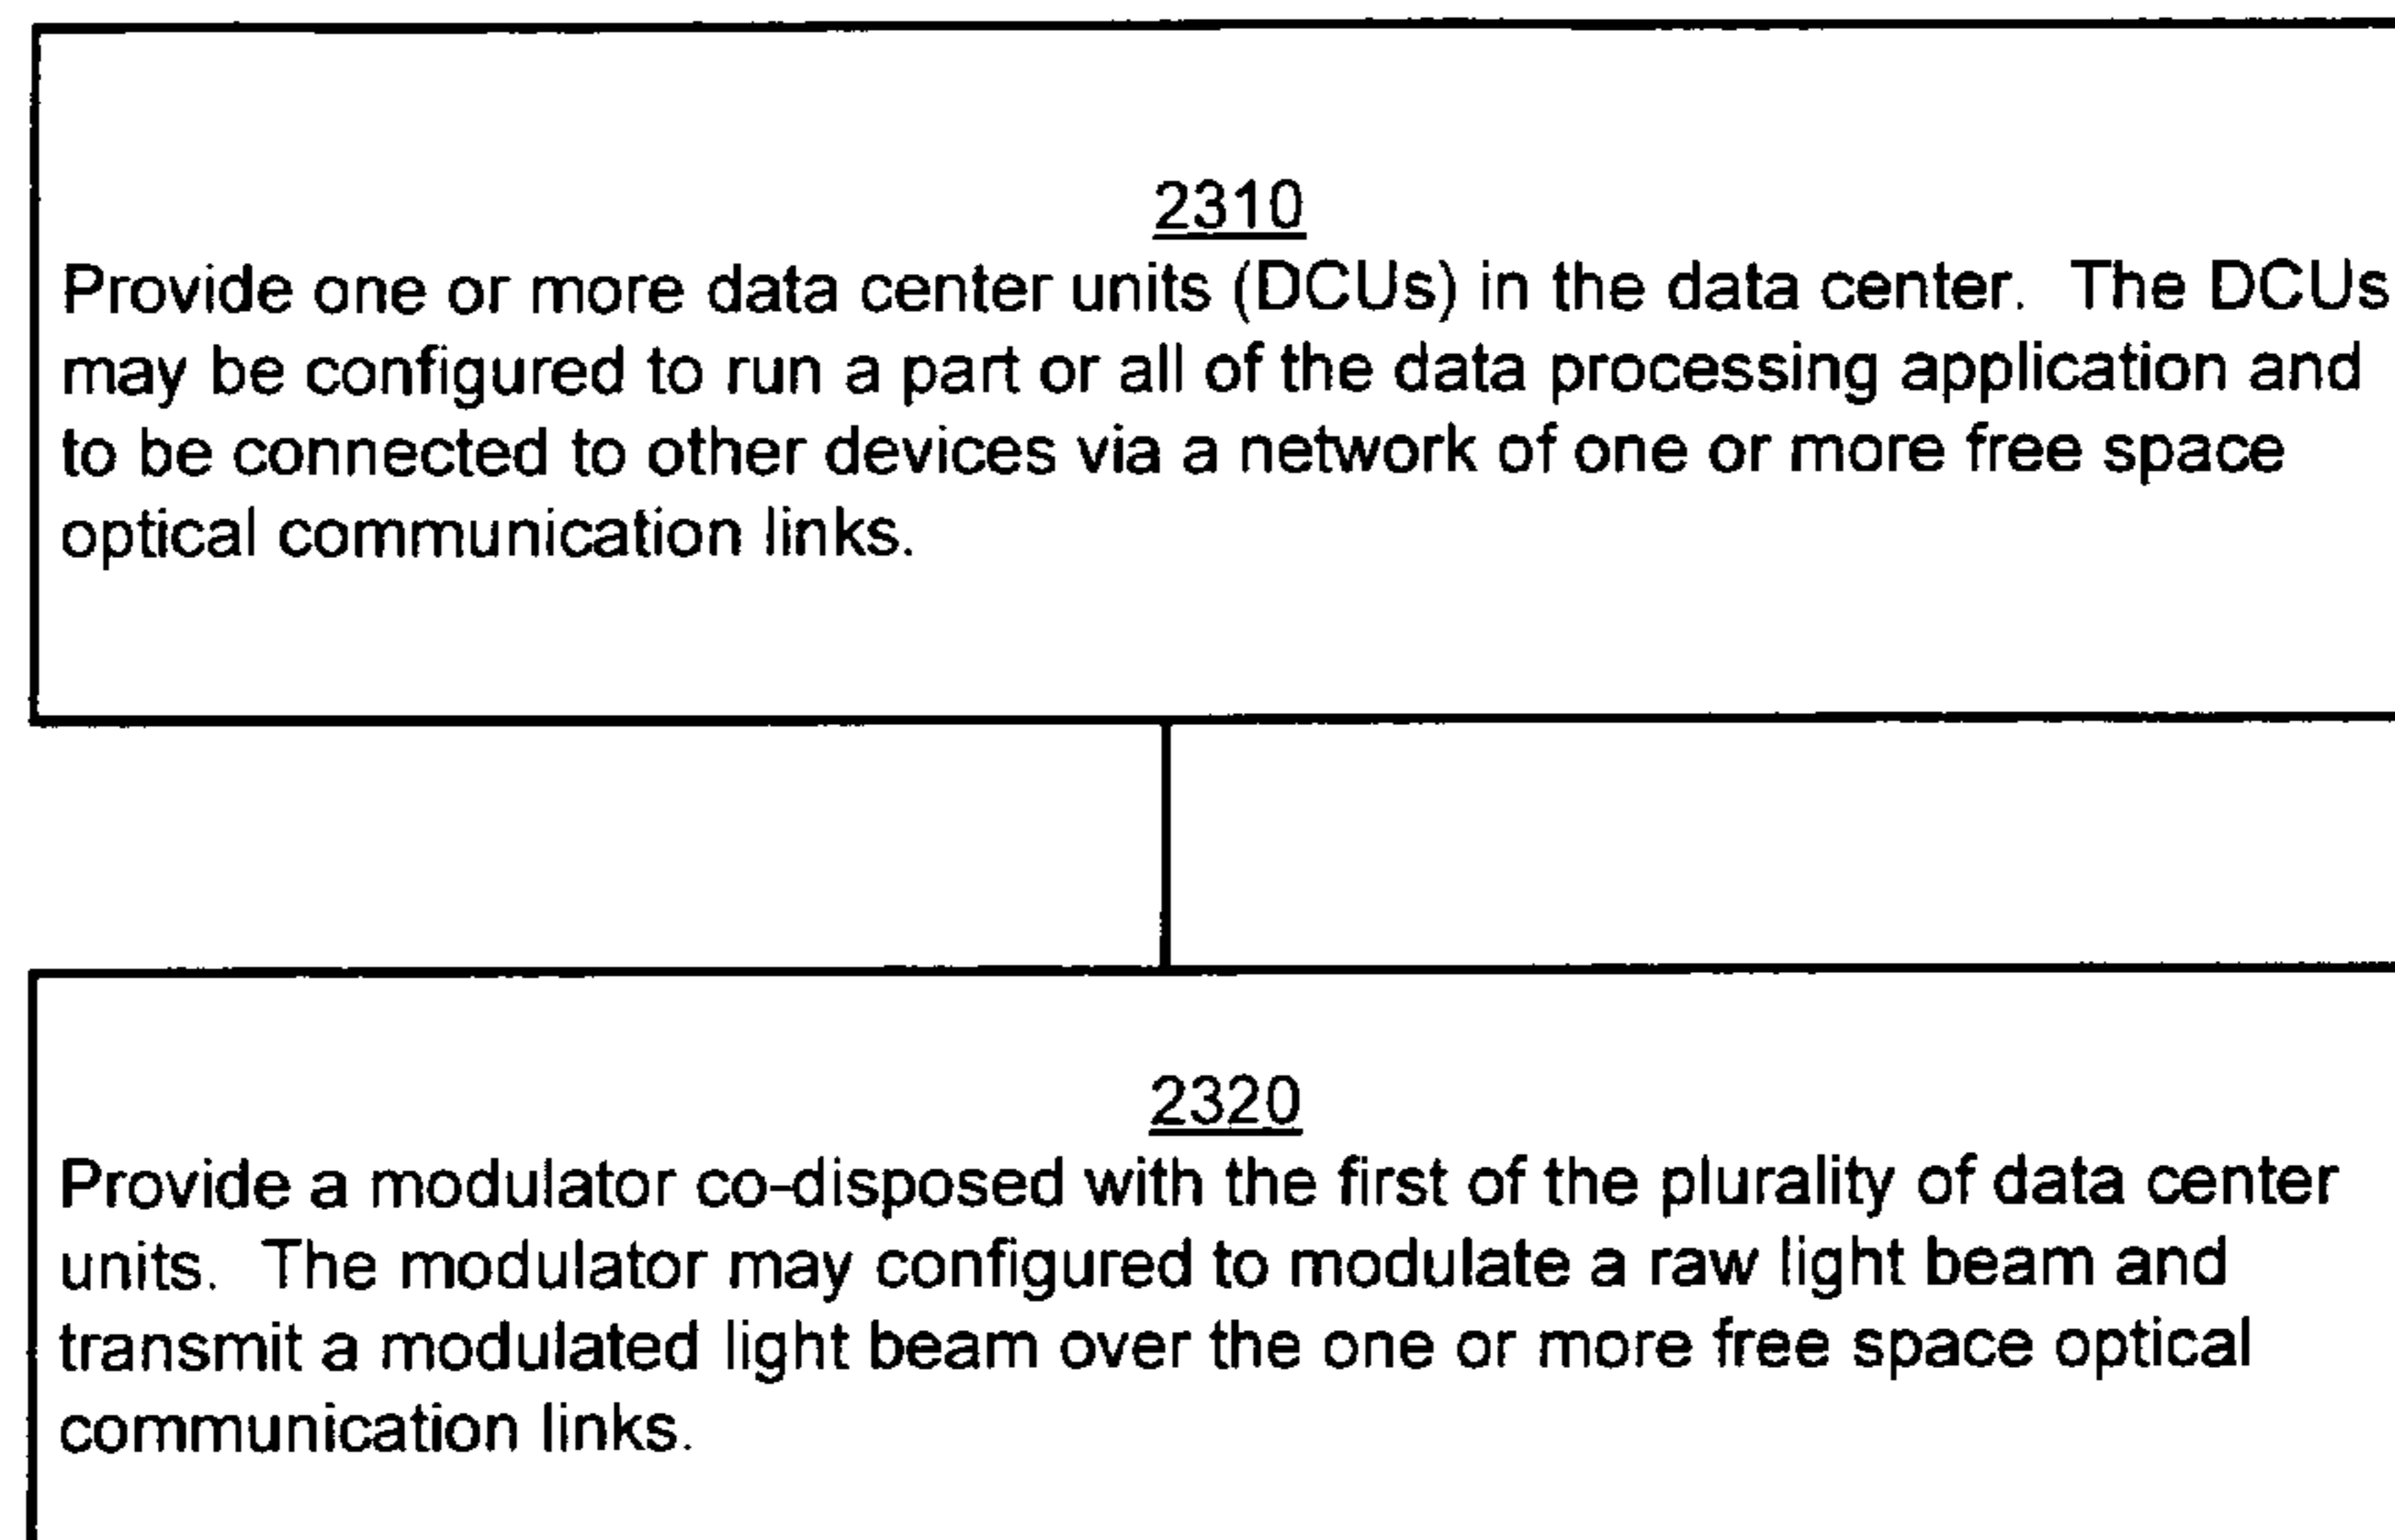 2310
Provide one or more data center units (DCUs) in the data center. The DCUs
may be configured to run a part or all of the data processing application and
to be connected to other devices via a network of one or more free space
optical communication links.
2320
Provide a modulator co-disposed with the first of the plurality of data center
units. The modulator may configured to modulate a raw light beam and
transmit a modulated light beam over the one or more free space optical
communication links.